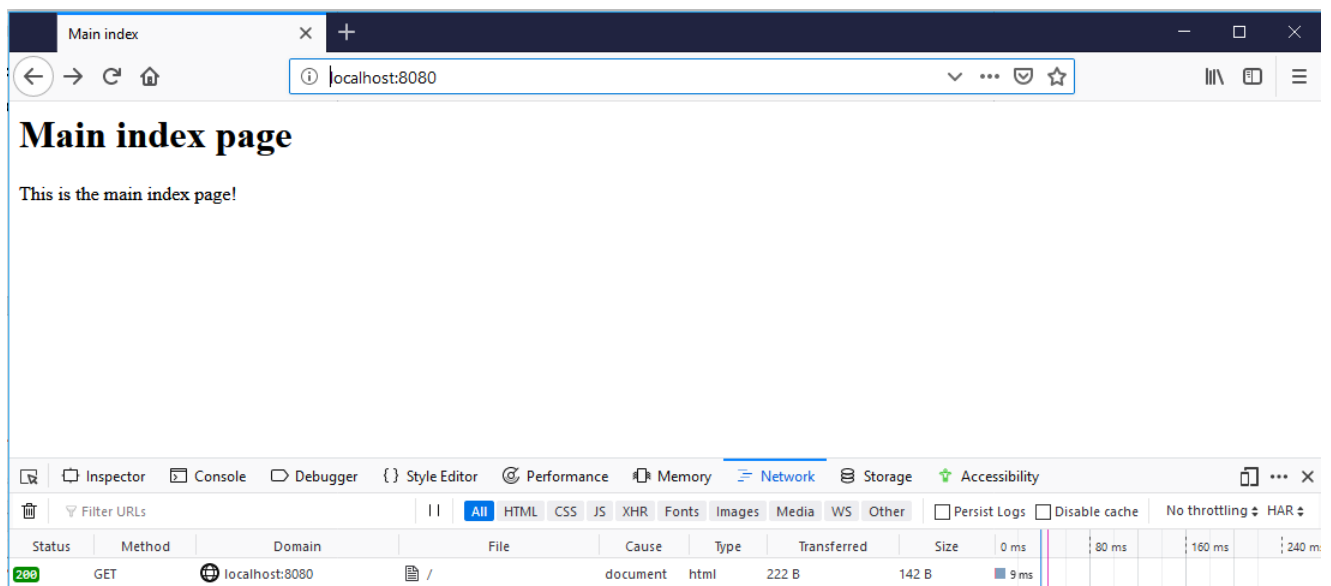 Main index
localhost:8080
Main index page
This is the main index page!
Inspector Console Debugger {} Style Editor Performance Memory Network Storage Accessibility
Filter URLs All HTML CSS JS XHR Fonts Images Media WS Other Persist Logs Disable cache No throttling HAR
Status Method Domain File Cause Type Transferred Size 0 ms 80 ms 160 ms 240 m
200 GET localhost:8080 / document html 222 B 142 B 9 ms